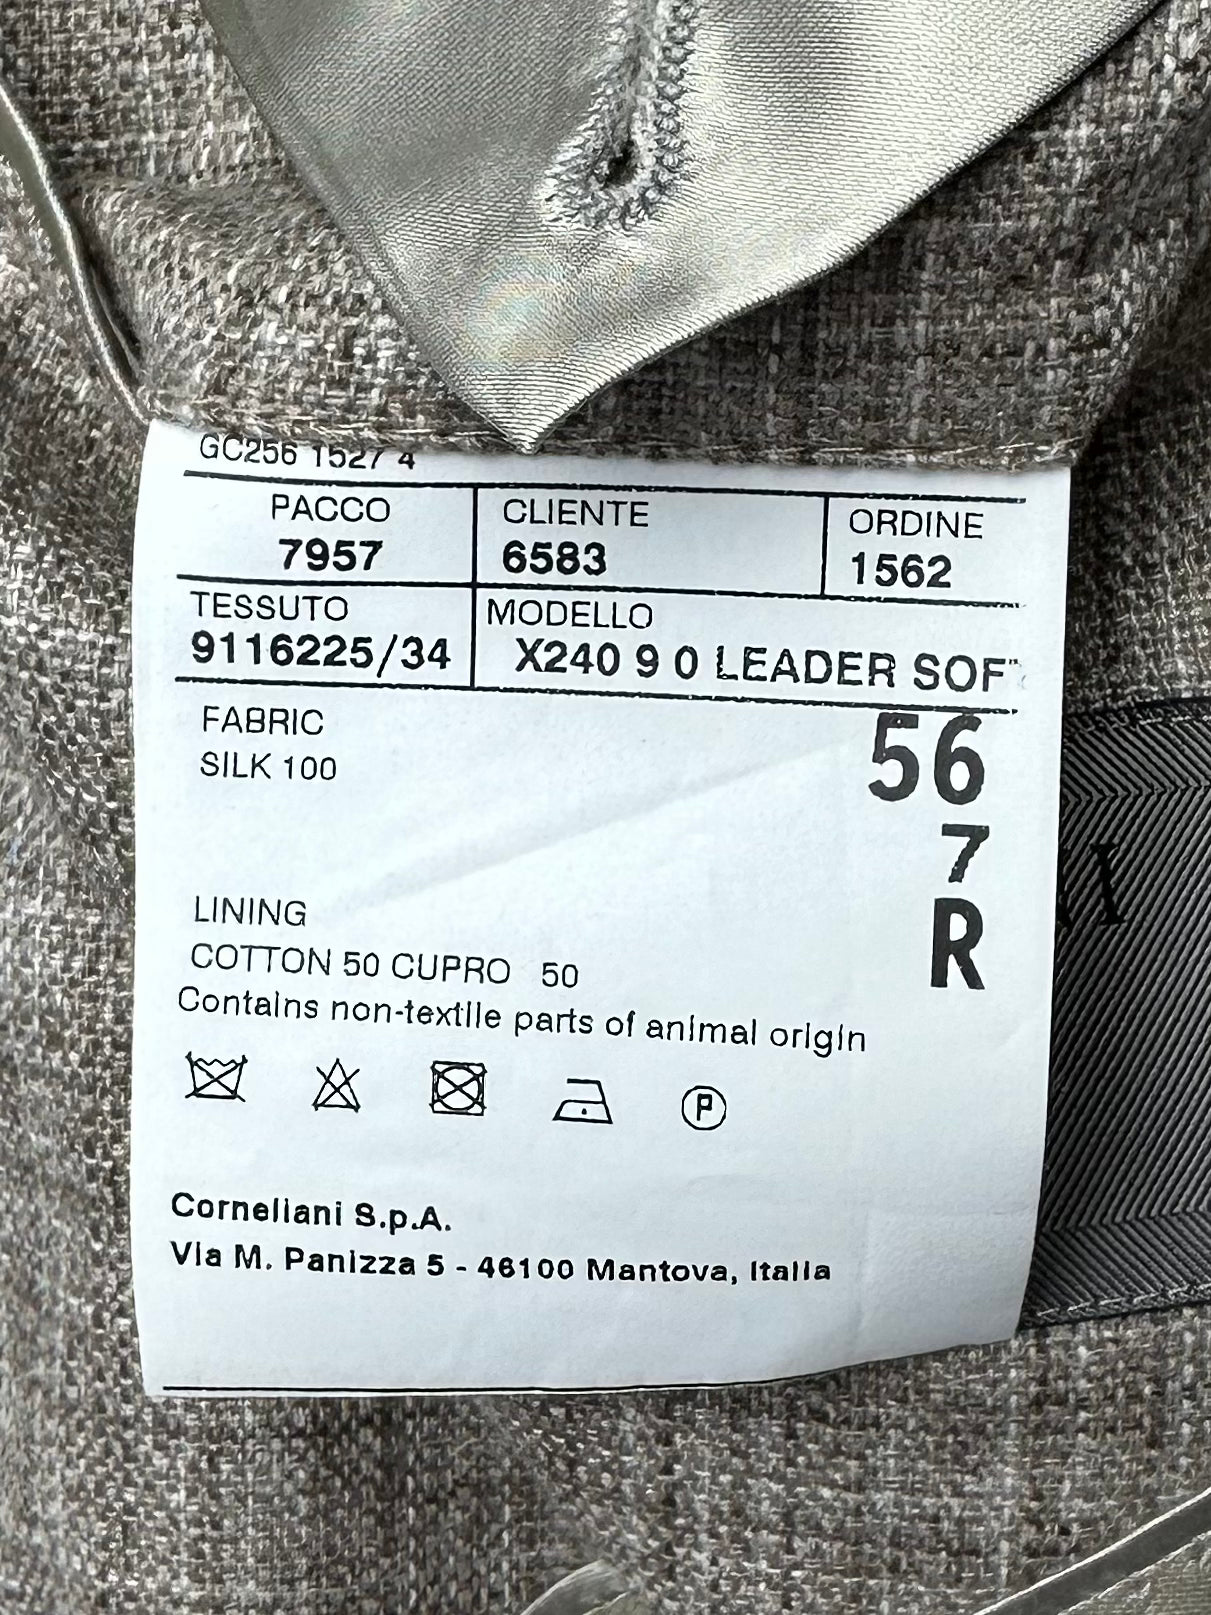 GC256 1527 4
PACCO CLIENTE ORDINE
7957 6583 1562
TESSUTO MODELLO
9116225/34 X240 9 0 LEADER SOF
FABRIC
SILK 100
56
7
R
LINING
COTTON 50 CUPRO 50
Contains non-textile parts of animal origin
P
Corneliani S.p.A.
Via M. Panizza 5 - 46100 Mantova, Italia